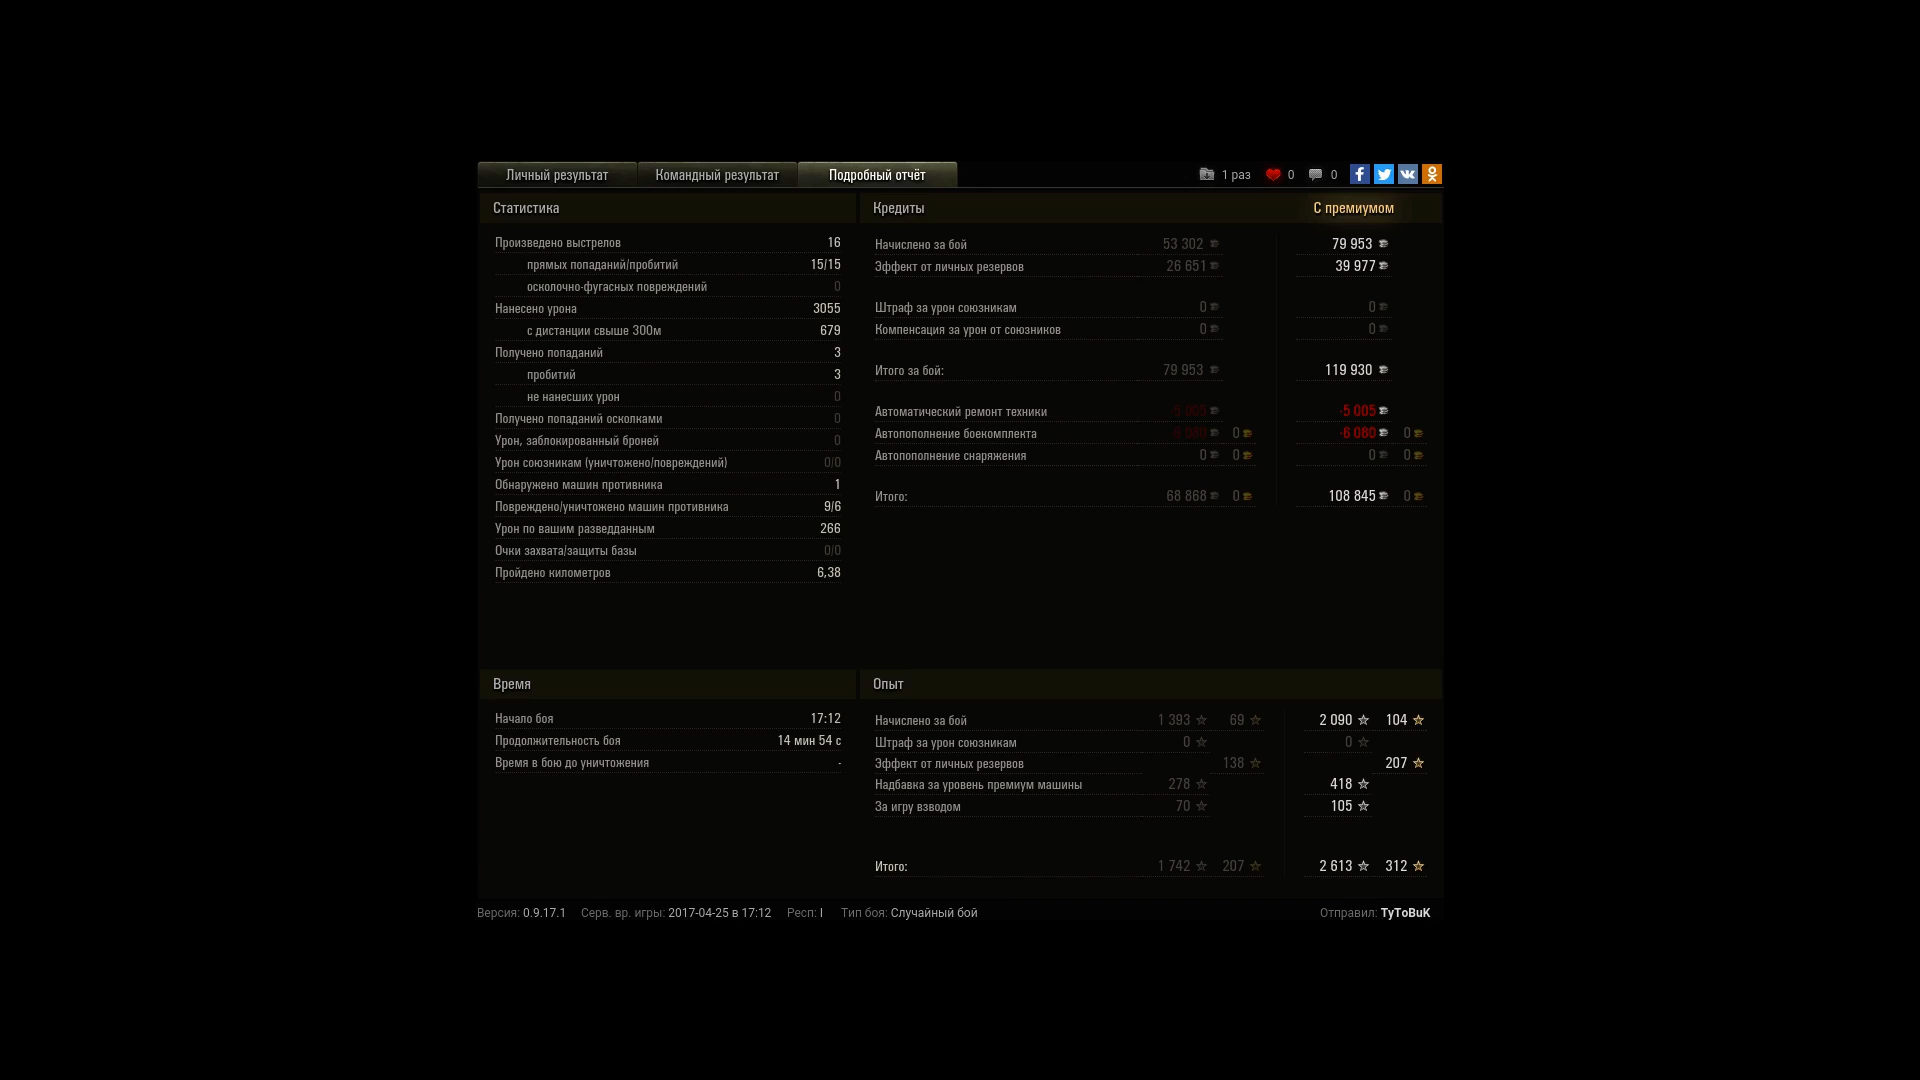 Личный результат Командный результат Подробный отчёт 1 раз 0 0
Статистика
Произведено выстрелов 16
прямых попаданий/пробитий 15/15
осколочно-фугасных повреждений 0
Нанесено урона 3055
с дистанции свыше 300м 679
Получено попаданий 3
пробитий 3
не нанесших урон 0
Получено попаданий осколками 0
Урон, заблокированный броней 0
Урон союзникам (уничтожено/повреждений) 0/0
Обнаружено машин противника 1
Повреждено/уничтожено машин противника 9/6
Урон по вашим разведданным 266
Очки захвата/защиты базы 0/0
Пройдено километров 6,38
Кредиты С премиумом
Начислено за бой 53 302 79 953
Эффект от личных резервов 26 651 39 977
Штраф за урон союзникам 0 0
Компенсация за урон от союзников 0 0
Итого за бой: 79 953 119 930
Автоматический ремонт техники -5 005 -5 005
Автопополнение боекомплекта -6 080 0 -6 080 0
Автопополнение снаряжения 0 0 0 0
Итого: 68 868 0 108 845 0
Время
Начало боя 17:12
Продолжительность боя 14 мин 54 с
Время в бою до уничтожения -
Опыт
Начислено за бой 1 393 69 2 090 104
Штраф за урон союзникам 0 0
Эффект от личных резервов 138 207
Надбавка за уровень премиум машины 278 418
За игру взводом 70 105
Итого: 1 742 207 2 613 312
Версия: 0.9.17.1 Серв. вр. игры: 2017-04-25 в 17:12 Респ: I Тип боя: Случайный бой Отправил: TyToBuK